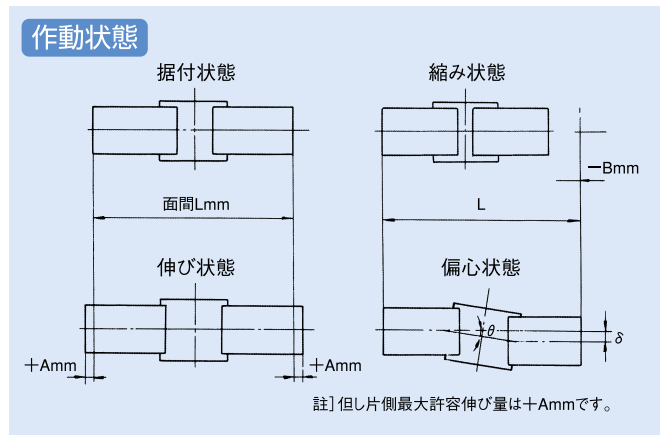 作動状態
据付状態
縮み状態
−Bmm
面間Lmm
L
伸び状態
偏心状態
θ
δ
+Amm
+Amm
註］但し片側最大許容伸び量は+Ammです。